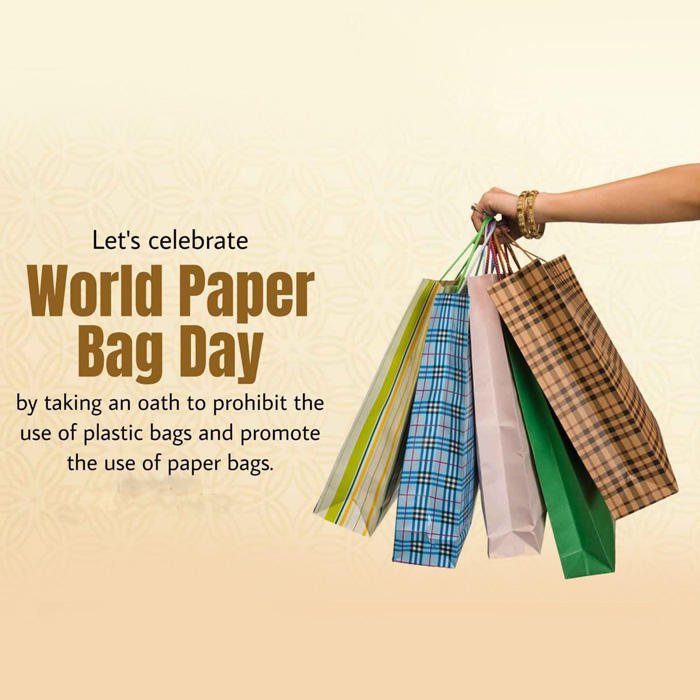 Let's celebrate
World Paper
Bag Day
by taking an oath to prohibit the
use of plastic bags and promote
the use of paper bags.